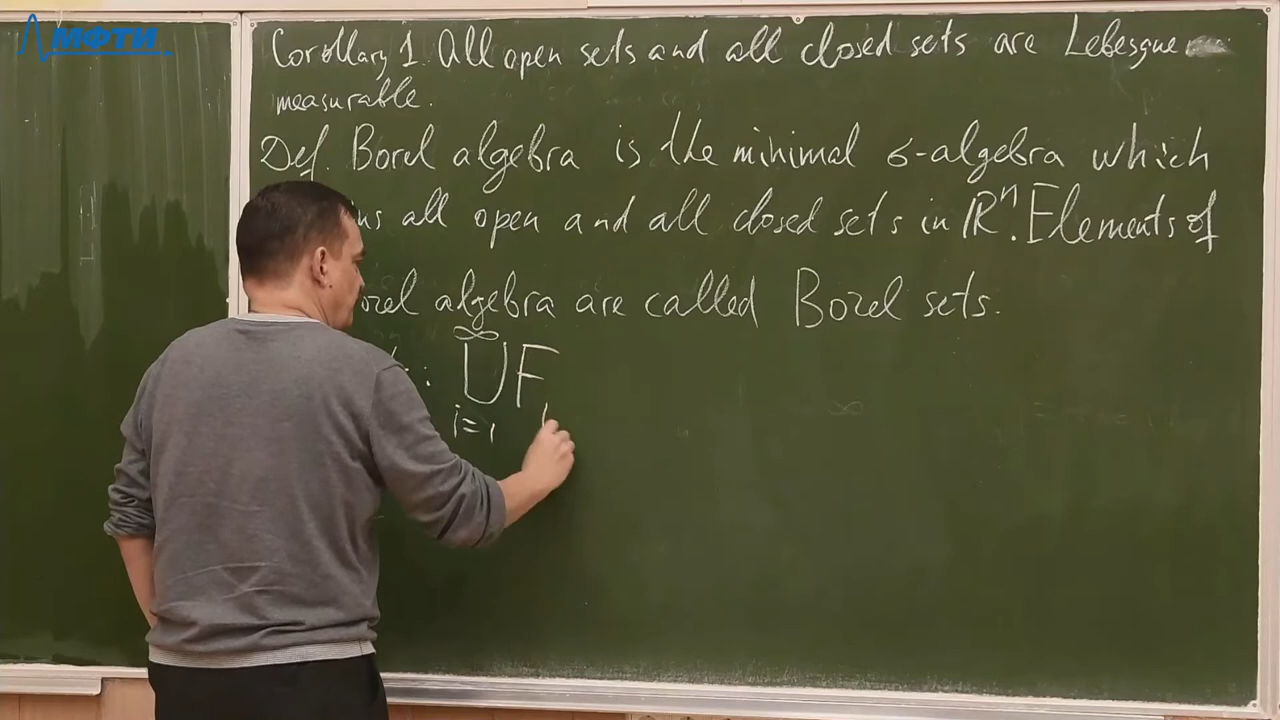 МФТИ
Corollary 1. All open sets and all closed sets are Lebesgue
measurable.
Def. Borel algebra is the minimal σ-algebra which
all open and all closed sets in ℝⁿ. Elements of
algebra are called Borel sets.
∞
⋃ F
i=1